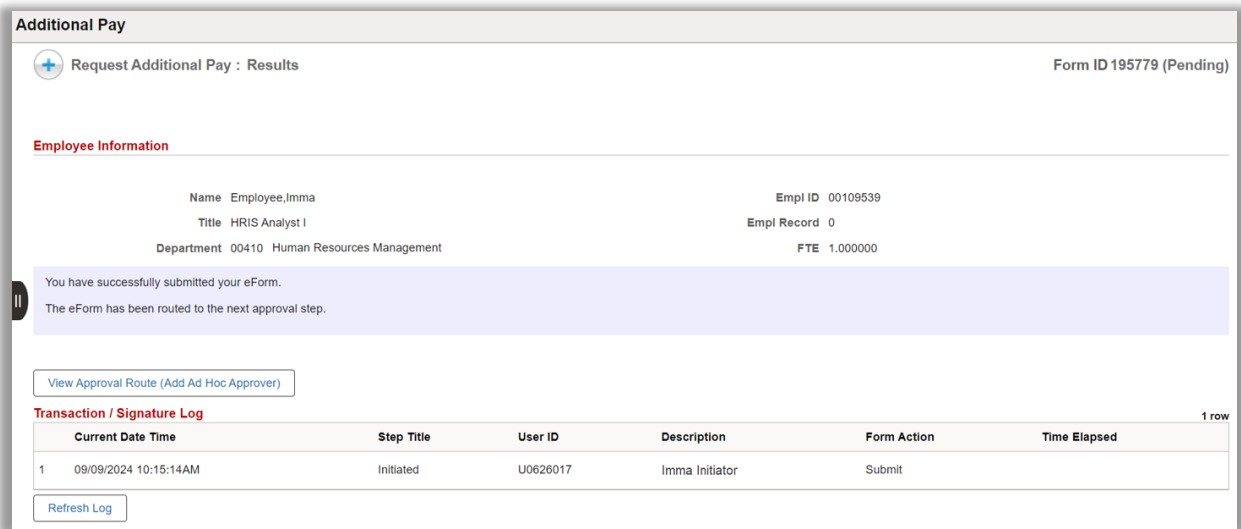 Additional Pay
Request Additional Pay : Results
Form ID 195779 (Pending)
Employee Information
Name Employee,Imma
Empl ID 00109539
Title HRIS Analyst I
Empl Record 0
Department 00410 Human Resources Management
FTE 1.000000
You have successfully submitted your eForm.
The eForm has been routed to the next approval step.
View Approval Route (Add Ad Hoc Approver)
Transaction / Signature Log
1 row
Current Date Time Step Title User ID Description Form Action Time Elapsed
1 09/09/2024 10:15:14AM Initiated U0626017 Imma Initiator Submit
Refresh Log